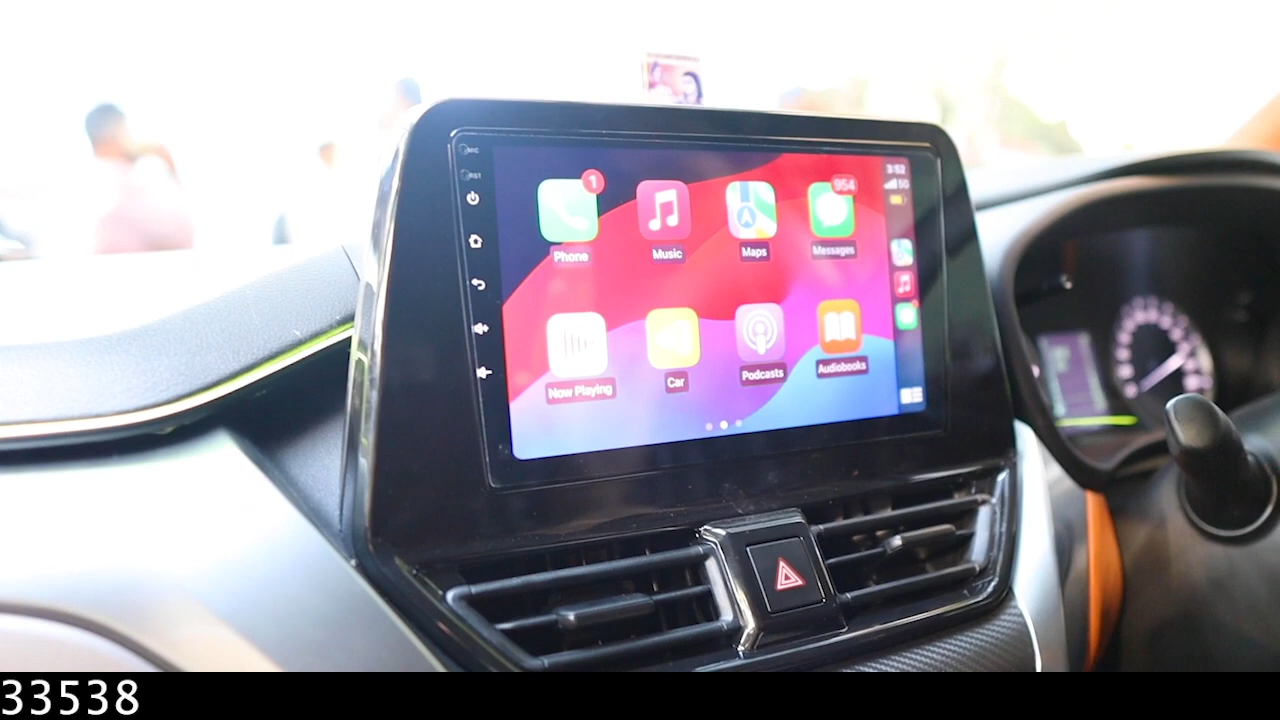 MIC
RST
1
954
3:52
5G
Phone
Music
Maps
Messages
Now Playing
Car
Podcasts
Audiobooks
33538